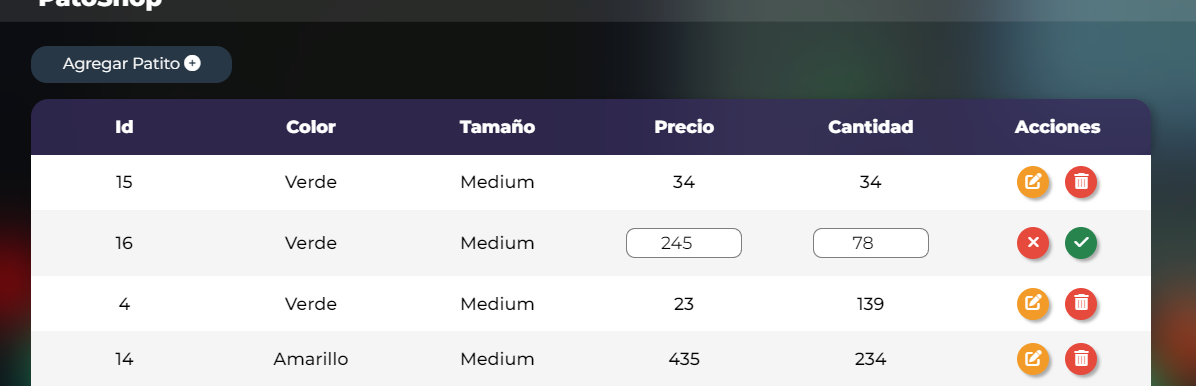 PatoShop
Agregar Patito
Id Color Tamaño Precio Cantidad Acciones
15 Verde Medium 34 34
16 Verde Medium 245 78
4 Verde Medium 23 139
14 Amarillo Medium 435 234